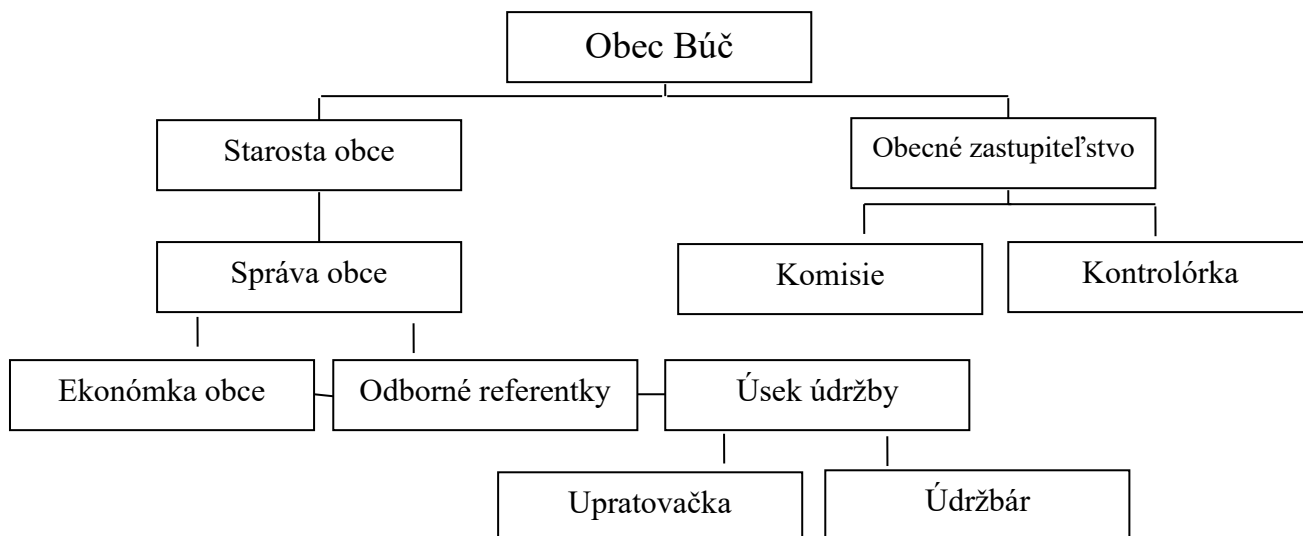 Obec Búč
Starosta obce
Obecné zastupiteľstvo
Správa obce
Komisie
Kontrolórka
Ekonómka obce
Odborné referentky
Úsek údržby
Upratovačka
Údržbár